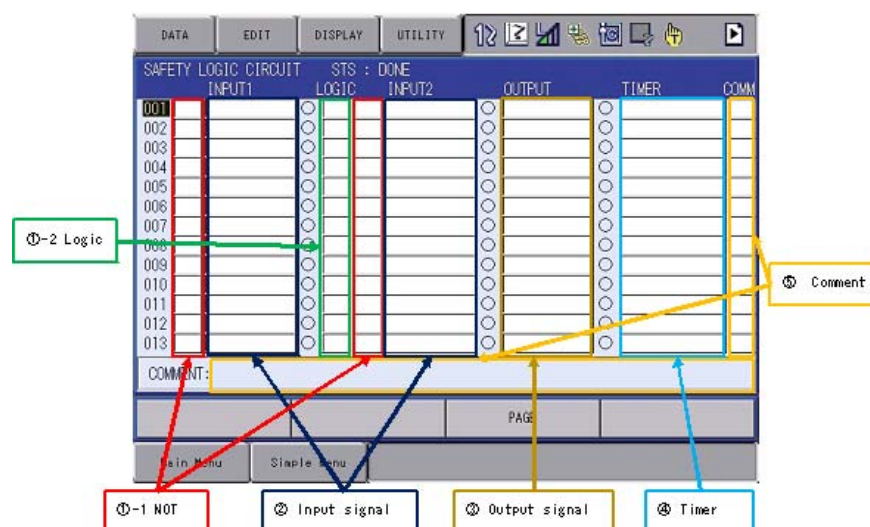 DATA EDIT DISPLAY UTILITY
SAFETY LOGIC CIRCUIT STS : DONE
INPUT1 LOGIC INPUT2 OUTPUT TIMER COMM
001
002
003
004
005
006
007
008
009
010
011
012
013
COMMENT:
PAGE
Main Menu Simple Menu
①-2 Logic
⑤ Comment
①-1 NOT ② Input signal ③ Output signal ④ Timer